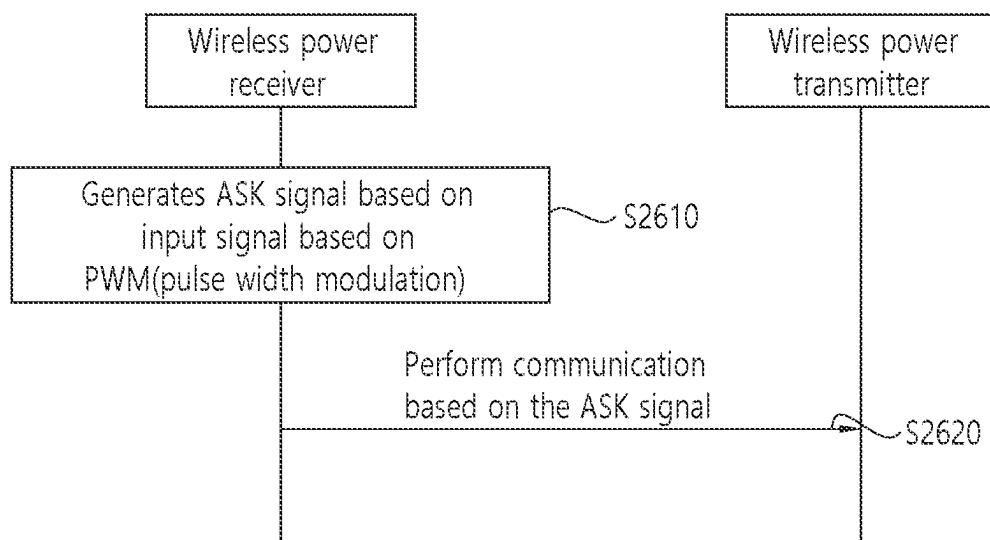 Wireless power
receiver
Wireless power
transmitter
Generates ASK signal based on
input signal based on
PWM(pulse width modulation)
S2610
Perform communication
based on the ASK signal
S2620